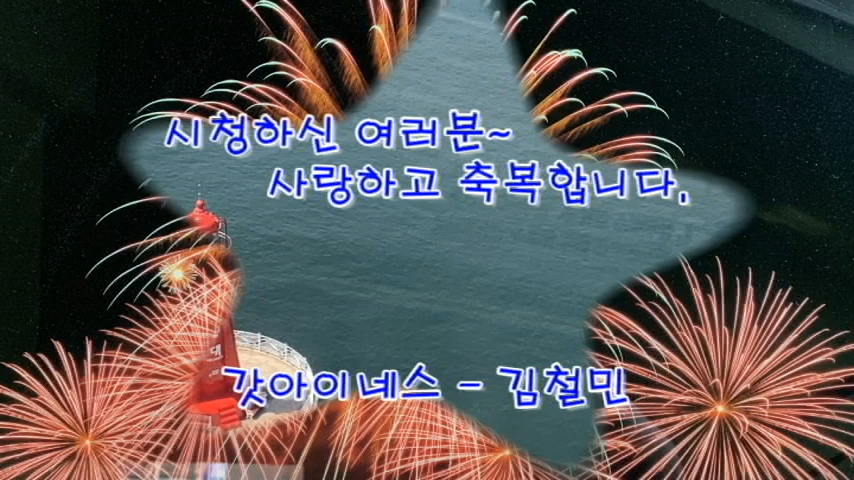 시청하신 여러분~
사랑하고 축복합니다.
갓아이네스 - 김철민